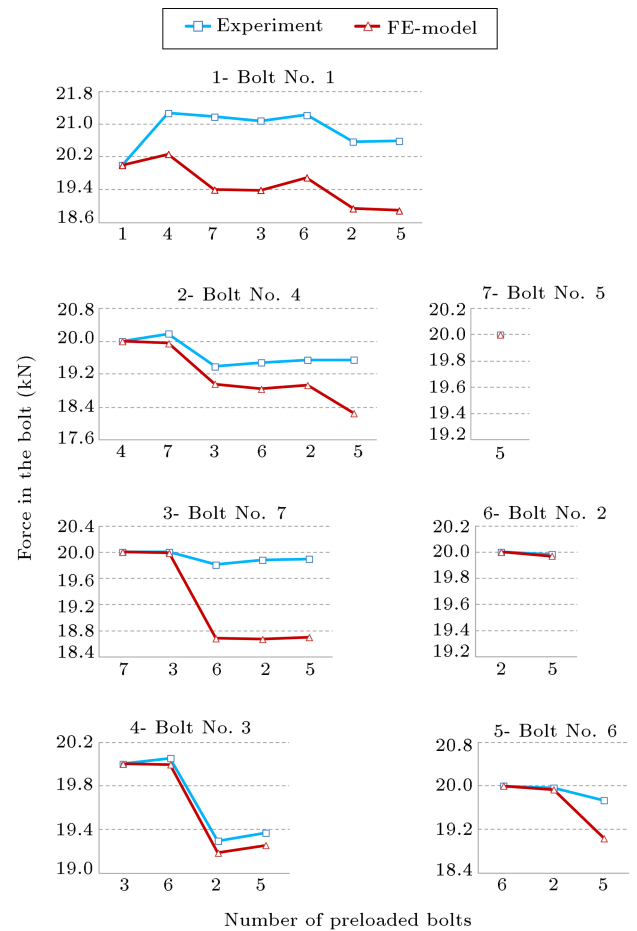 Experiment FE-model
1- Bolt No. 1
21.8
21.0
20.2
19.4
18.6
1 4 7 3 6 2 5
2- Bolt No. 4
20.8
20.0
19.2
18.4
17.6
4 7 3 6 2 5
7- Bolt No. 5
20.2
20.0
19.8
19.6
19.4
19.2
5
Force in the bolt (kN)
3- Bolt No. 7
20.4
20.0
19.6
19.2
18.8
18.4
7 3 6 2 5
6- Bolt No. 2
20.2
20.0
19.8
19.6
19.4
19.2
2 5
4- Bolt No. 3
20.2
19.8
19.4
19.0
3 6 2 5
5- Bolt No. 6
20.8
20.0
19.2
18.4
6 2 5
Number of preloaded bolts